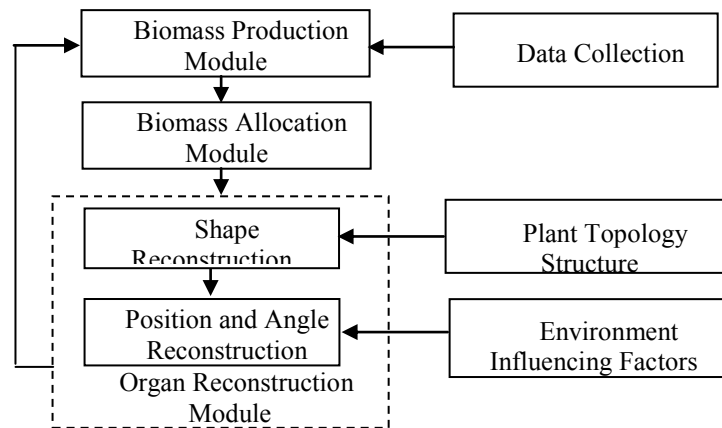 Biomass Production
Module
Data Collection
Biomass Allocation
Module
Shape
Reconstruction
Plant Topology
Structure
Position and Angle
Reconstruction
Environment
Influencing Factors
Organ Reconstruction
Module